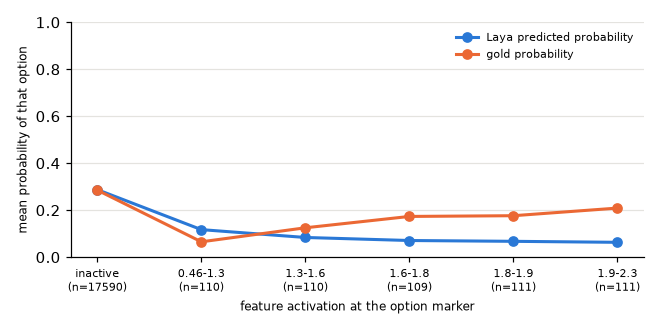 1.0
0.8
0.6
0.4
0.2
0.0
mean probability of that option
Laya predicted probability
gold probability
inactive
(n=17590)
0.46-1.3
(n=110)
1.3-1.6
(n=110)
1.6-1.8
(n=109)
1.8-1.9
(n=111)
1.9-2.3
(n=111)
feature activation at the option marker